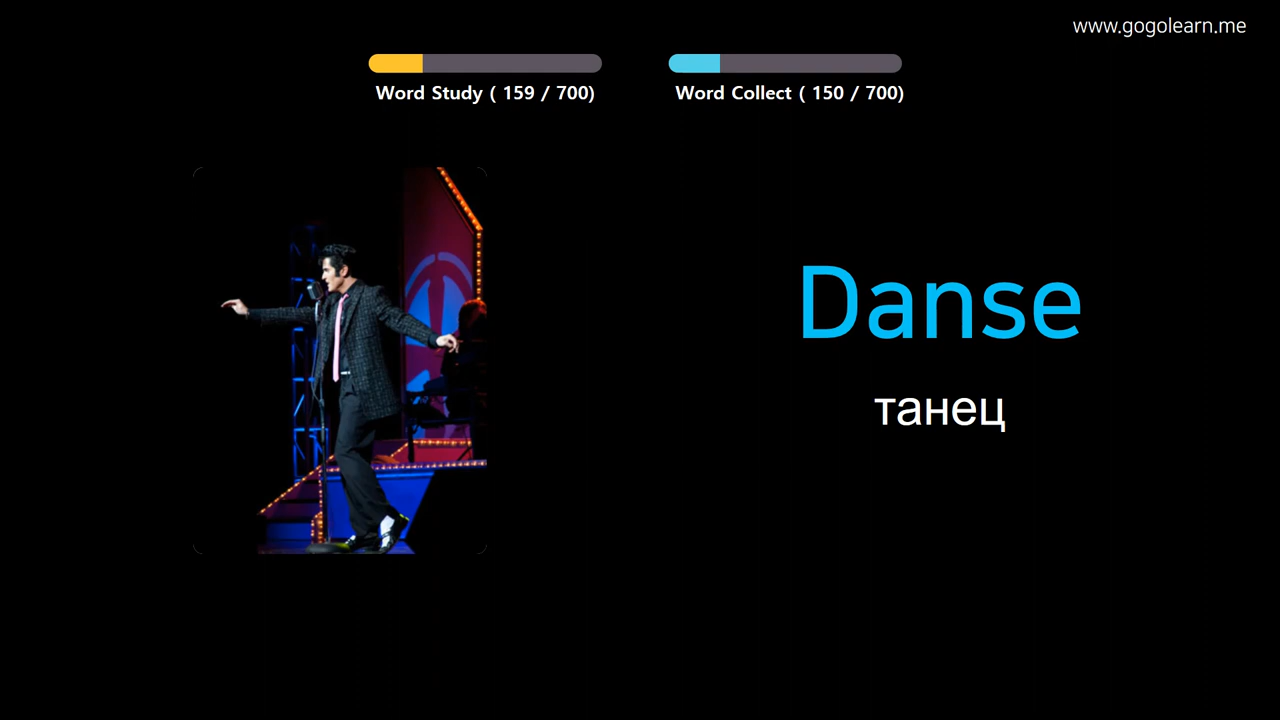 www.gogolearn.me
Word Study ( 159 / 700)
Word Collect ( 150 / 700)
Danse
танец